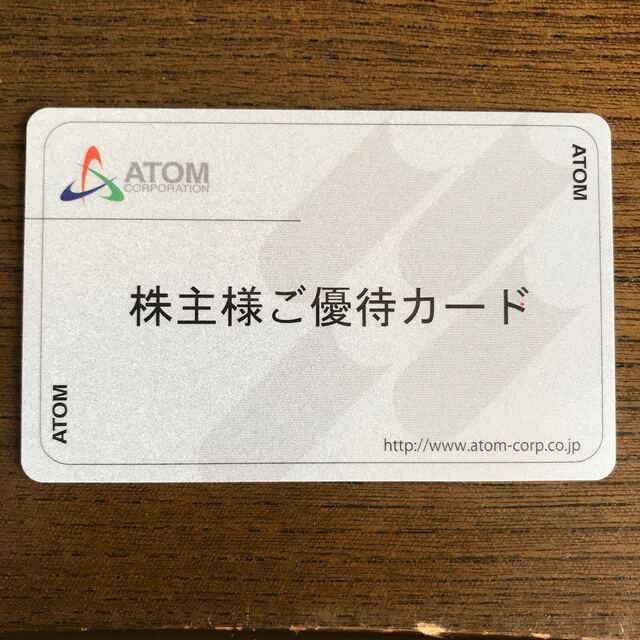 ATOM
CORPORATION
ATOM
株主様ご優待カード
ATOM
http://www.atom-corp.co.jp